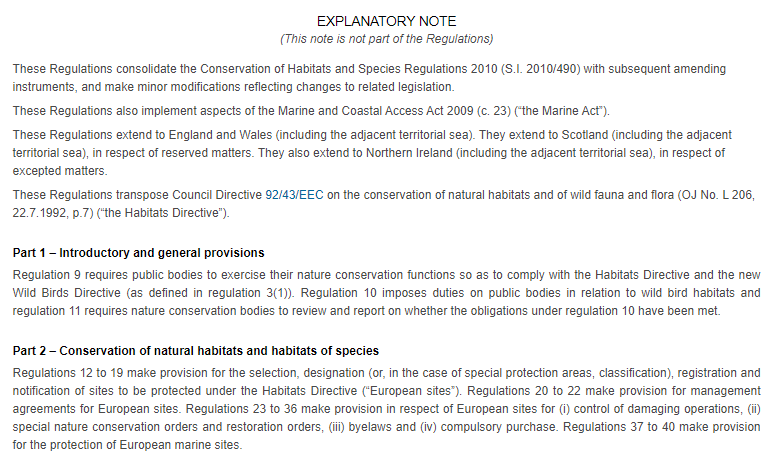 EXPLANATORY NOTE
(This note is not part of the Regulations)
These Regulations consolidate the Conservation of Habitats and Species Regulations 2010 (S.I. 2010/490) with subsequent amending
instruments, and make minor modifications reflecting changes to related legislation.
These Regulations also implement aspects of the Marine and Coastal Access Act 2009 (c. 23) (“the Marine Act”).
These Regulations extend to England and Wales (including the adjacent territorial sea). They extend to Scotland (including the adjacent
territorial sea), in respect of reserved matters. They also extend to Northern Ireland (including the adjacent territorial sea), in respect of
excepted matters.
These Regulations transpose Council Directive 92/43/EEC on the conservation of natural habitats and of wild fauna and flora (OJ No. L 206,
22.7.1992, p.7) (“the Habitats Directive”).
Part 1 – Introductory and general provisions
Regulation 9 requires public bodies to exercise their nature conservation functions so as to comply with the Habitats Directive and the new
Wild Birds Directive (as defined in regulation 3(1)). Regulation 10 imposes duties on public bodies in relation to wild bird habitats and
regulation 11 requires nature conservation bodies to review and report on whether the obligations under regulation 10 have been met.
Part 2 – Conservation of natural habitats and habitats of species
Regulations 12 to 19 make provision for the selection, designation (or, in the case of special protection areas, classification), registration and
notification of sites to be protected under the Habitats Directive (“European sites”). Regulations 20 to 22 make provision for management
agreements for European sites. Regulations 23 to 36 make provision in respect of European sites for (i) control of damaging operations, (ii)
special nature conservation orders and restoration orders, (iii) byelaws and (iv) compulsory purchase. Regulations 37 to 40 make provision
for the protection of European marine sites.